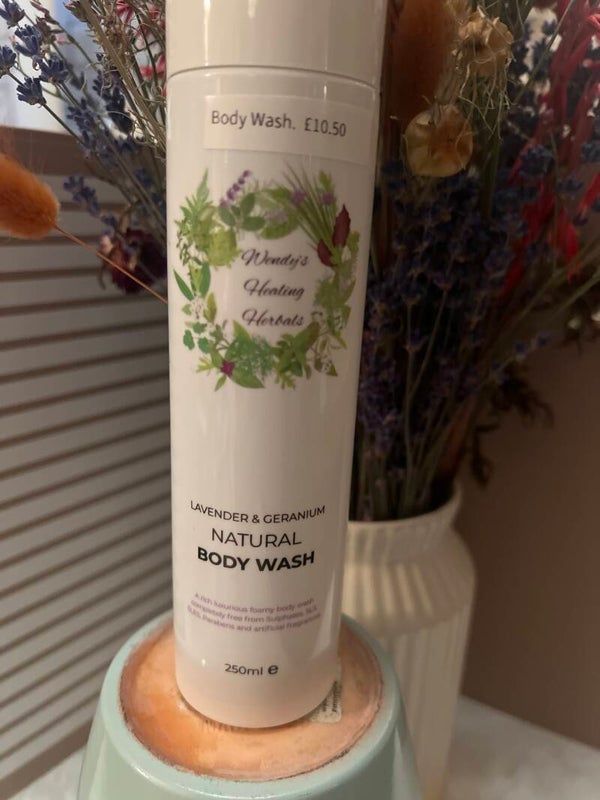 Body Wash. £10.50
Wendy's
Healing
Herbals
LAVENDER & GERANIUM
NATURAL
BODY WASH
A rich luxurious foamy body wash
completely free from Sulphates, SLS,
SLES, Parabens and artificial fragrances
250ml ℮